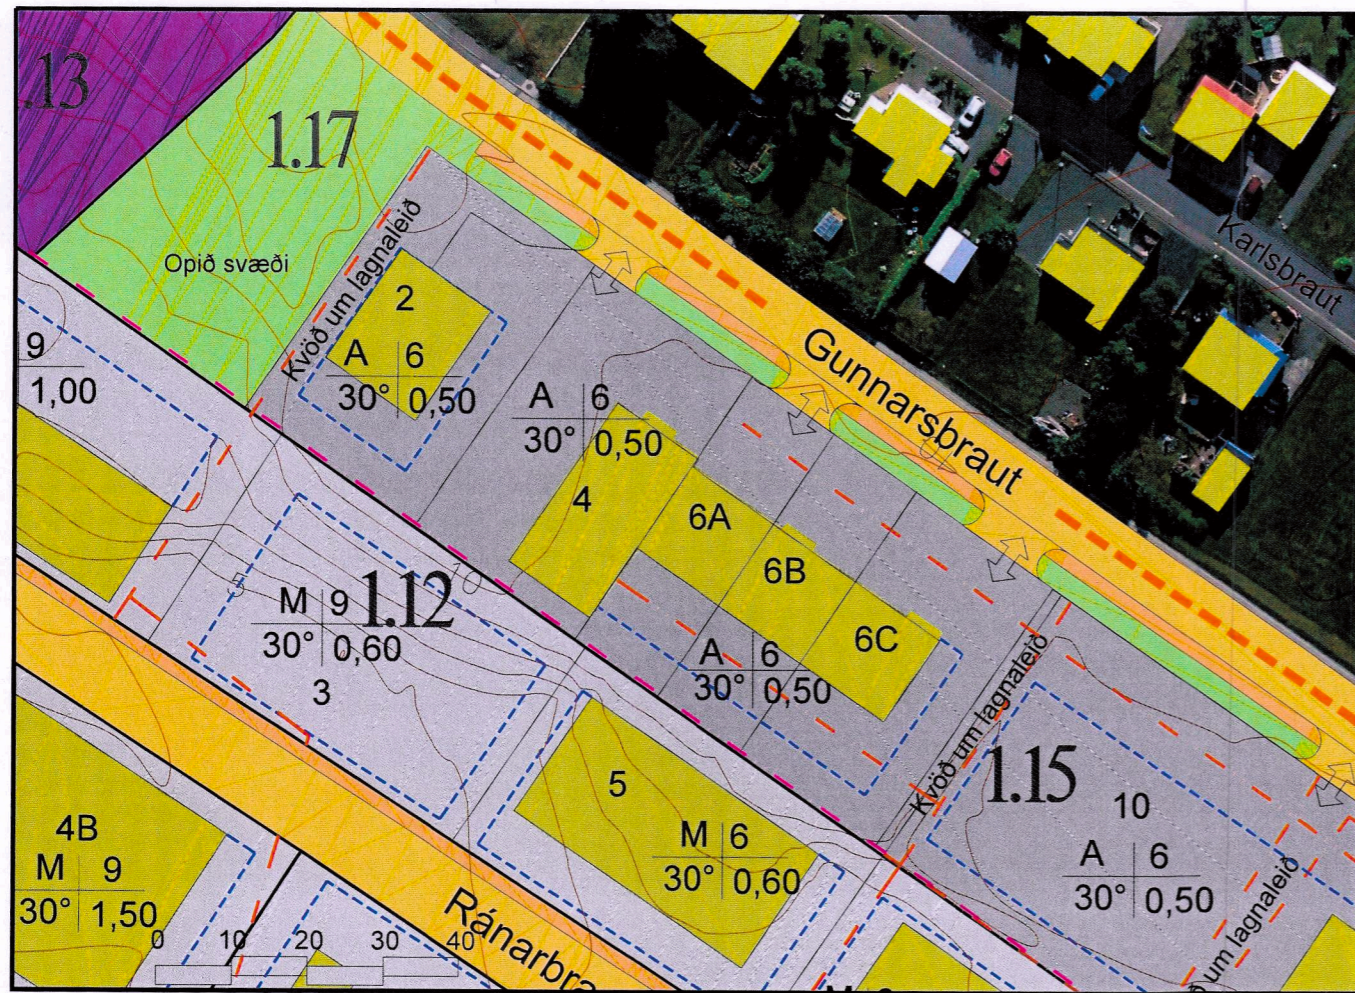 .13
1.17
Opið svæði
Kvöð um lagnaleið
2
A 6
30° 0,50
9
1,00
A 6
30° 0,50
4
6A
6B
6C
A 6
30° 0,50
Gunnarsbraut
Karlsbraut
5
10
M 9
30° 0,60
1.12
3
Kvöð um lagnaleið
1.15
10
A 6
30° 0,50
5
M 6
30° 0,60
4B
M 9
30° 1,50
0 10 20 30 40
Ránarbra
ð um lagnaleið